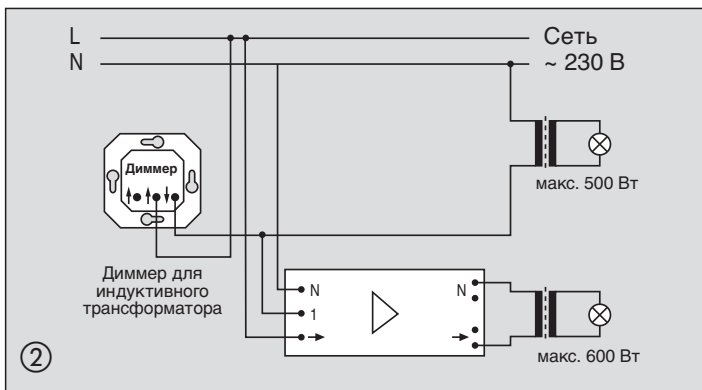 L
Сеть
N
~ 230 В
Диммер
макс. 500 Вт
Диммер для
индуктивного
трансформатора
N
N
1
макс. 600 Вт
2